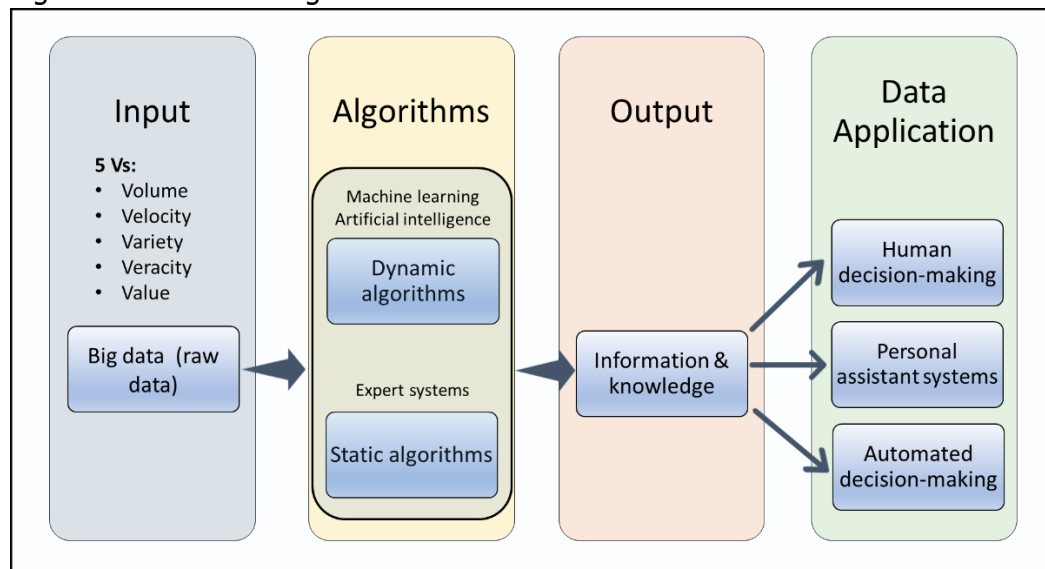 Input
5 Vs:
• Volume
• Velocity
• Variety
• Veracity
• Value
Big data (raw
data)
Algorithms
Machine learning
Artificial intelligence
Dynamic
algorithms
Expert systems
Static algorithms
Output
Information &
knowledge
Data
Application
Human
decision-making
Personal
assistant systems
Automated
decision-making